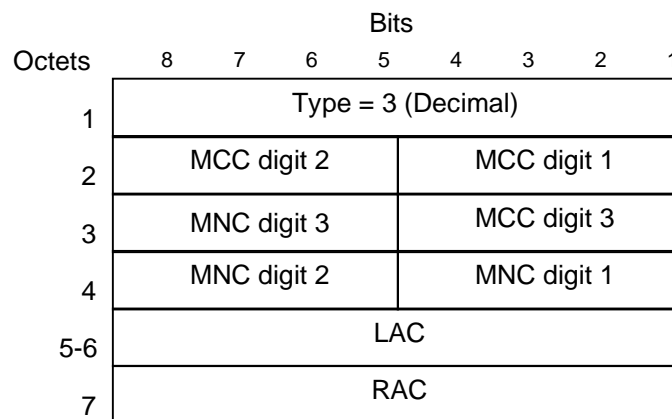 Bits
Octets 8 7 6 5 4 3 2 1
1 Type = 3 (Decimal)
2 MCC digit 2 MCC digit 1
3 MNC digit 3 MCC digit 3
4 MNC digit 2 MNC digit 1
5-6 LAC
7 RAC